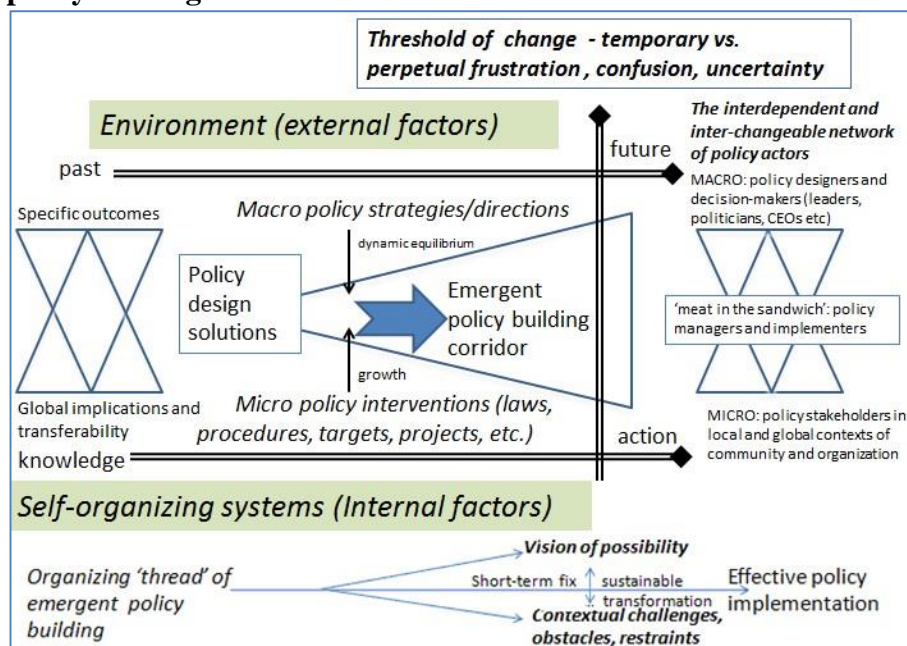 Threshold of change - temporary vs.
perpetual frustration , confusion, uncertainty
Environment (external factors)
The interdependent and
inter-changeable network
of policy actors
past
future
MACRO: policy designers and
decision-makers (leaders,
politicians, CEOs etc)
Specific outcomes
Macro policy strategies/directions
dynamic equilibrium
Policy
design
solutions
Emergent
policy building
corridor
'meat in the sandwich': policy
managers and implementers
growth
Global implications and
transferability
Micro policy interventions (laws,
procedures, targets, projects, etc.)
MICRO: policy stakeholders in
local and global contexts of
community and organization
knowledge
action
Self-organizing systems (Internal factors)
Vision of possibility
Organizing 'thread' of
emergent policy
building
Short-term fix
sustainable
transformation
Effective policy
implementation
Contextual challenges,
obstacles, restraints